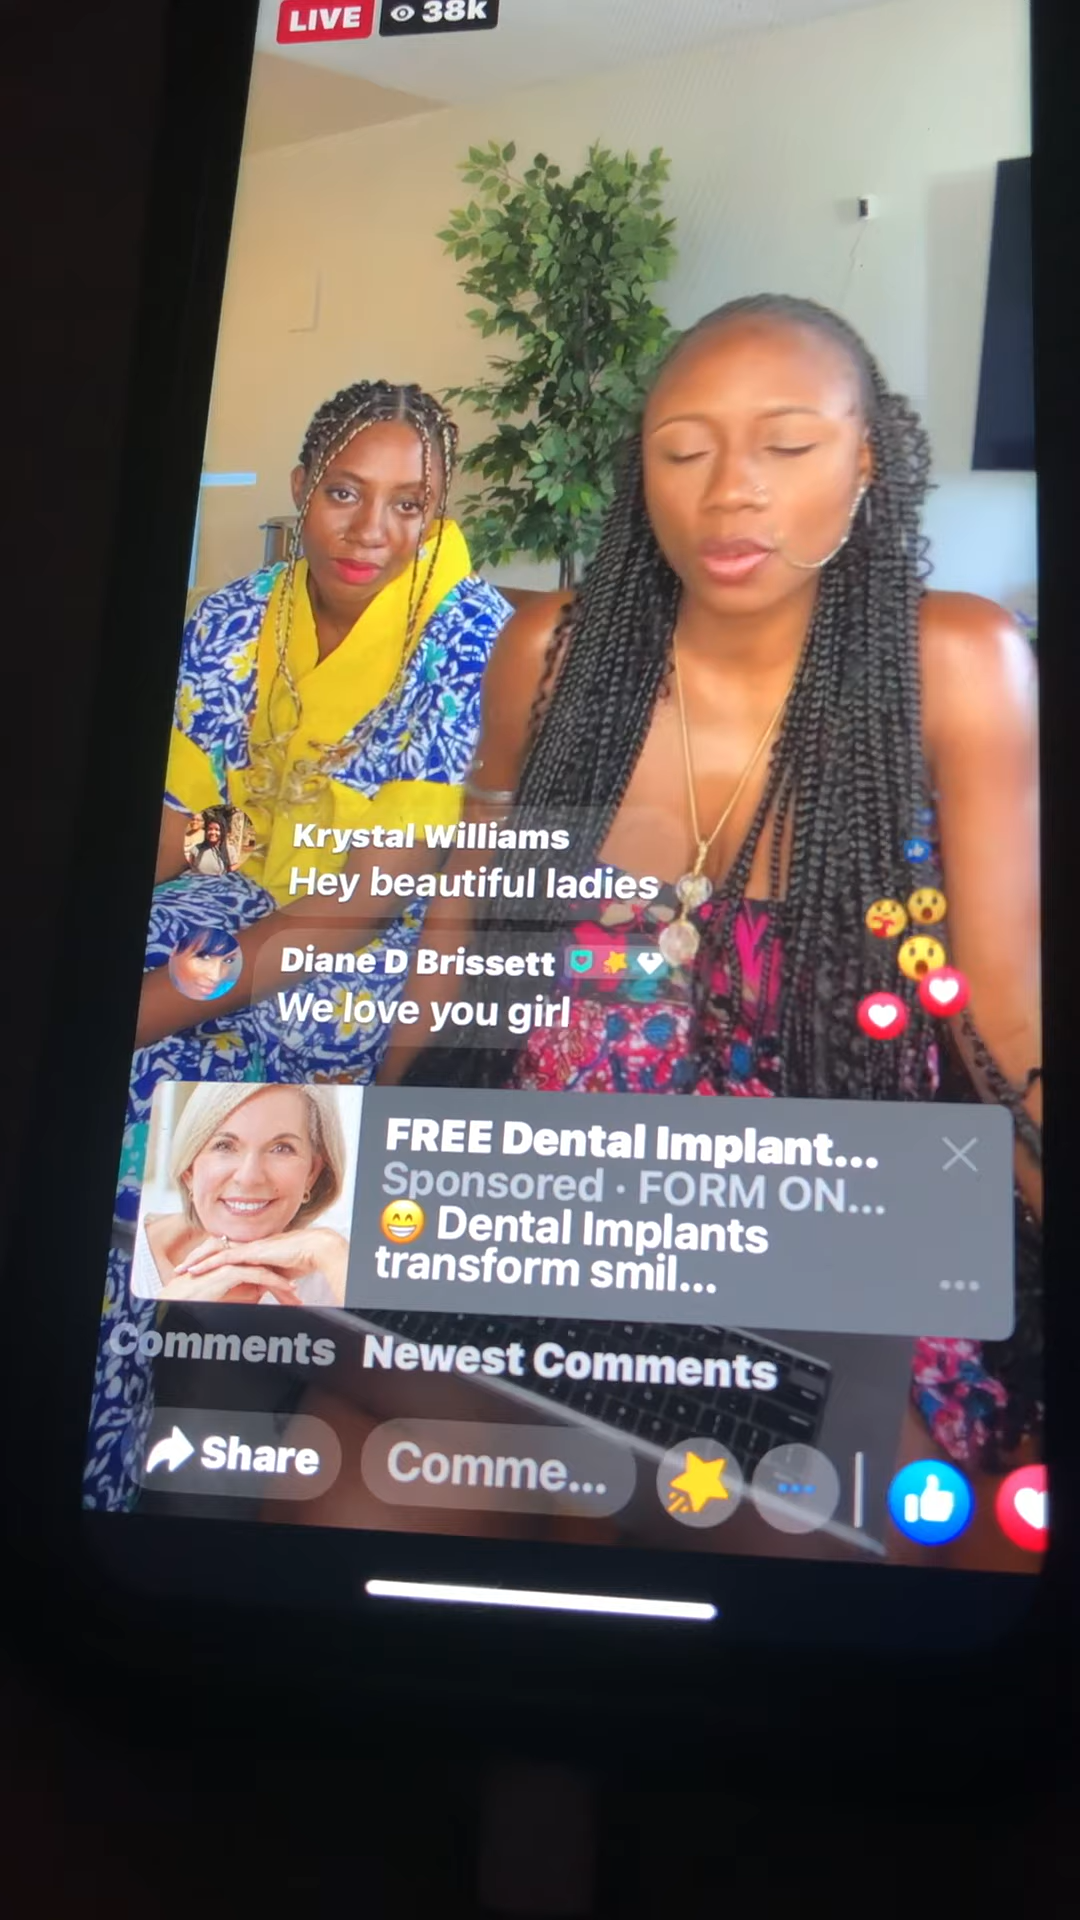 LIVE 38k
Krystal Williams
Hey beautiful ladies
Diane D Brissett
We love you girl
FREE Dental Implant...
Sponsored · FORM ON...
😁 Dental Implants
transform smil...
Comments Newest Comments
Share Comme...